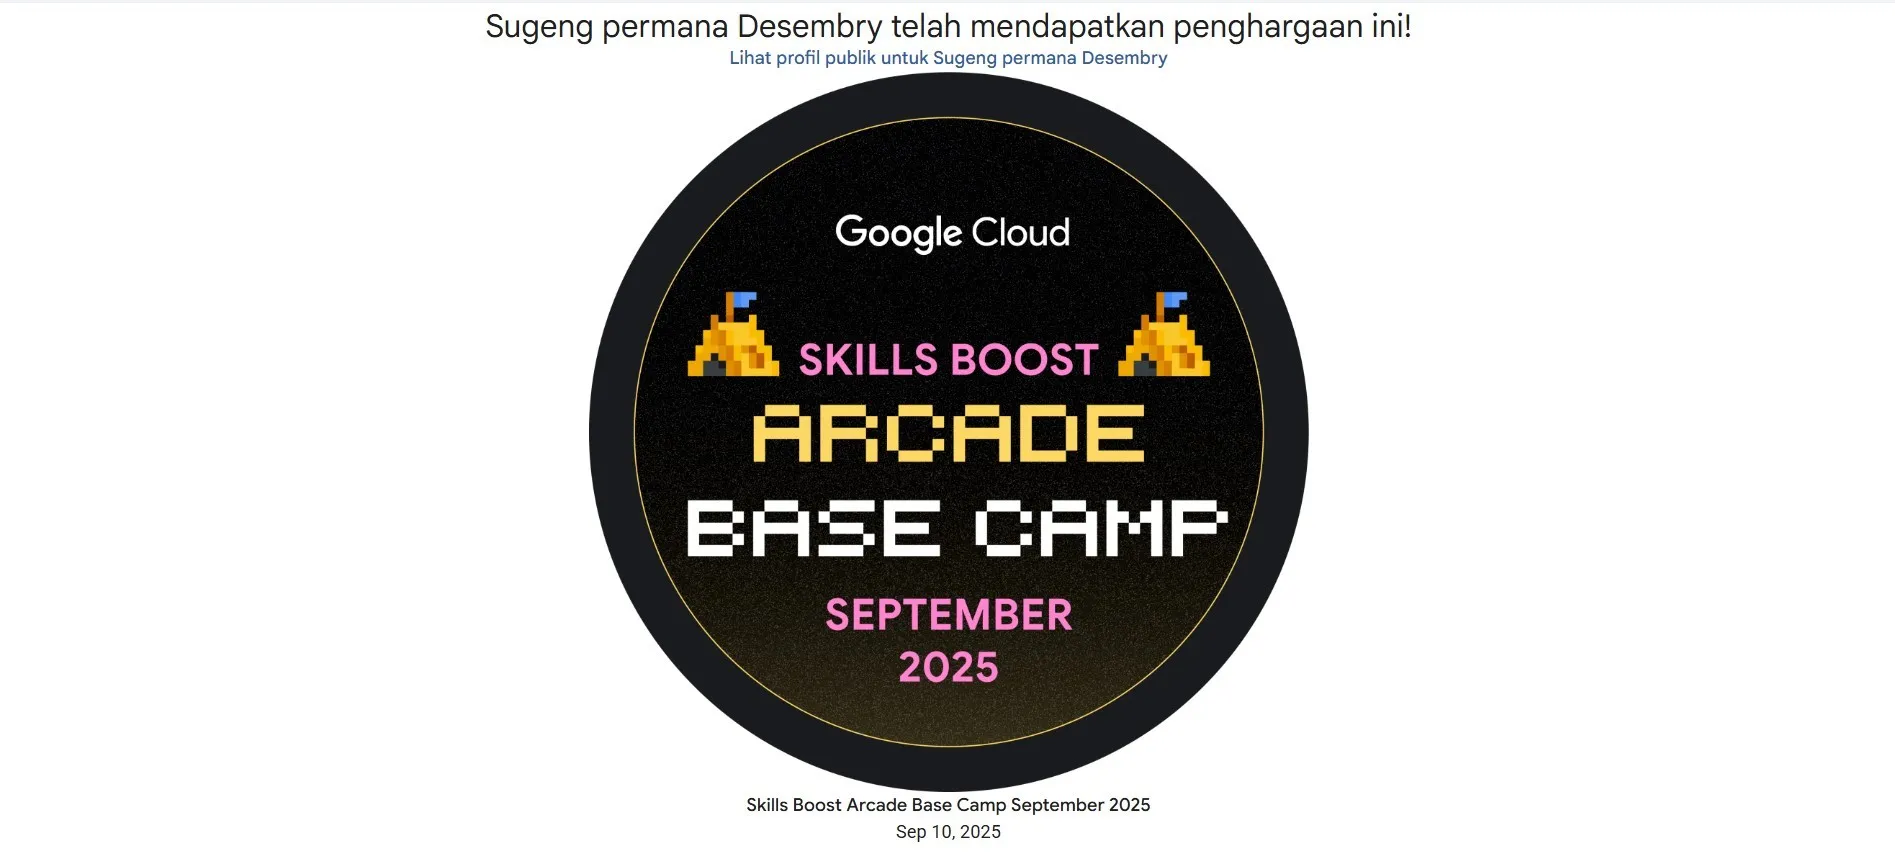 Sugeng permana Desembry telah mendapatkan penghargaan ini!
Lihat profil publik untuk Sugeng permana Desembry
Google Cloud
SKILLS BOOST
ARCADE
BASE CAMP
SEPTEMBER
2025
Skills Boost Arcade Base Camp September 2025
Sep 10, 2025